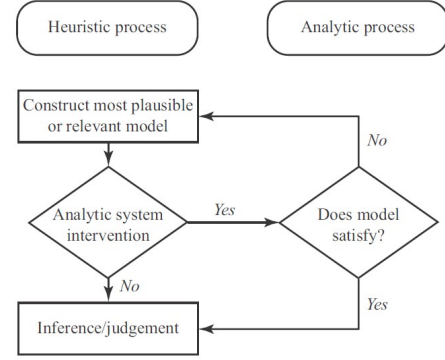 Heuristic process
Analytic process
Construct most plausible
or relevant model
No
Analytic system
intervention
Yes
Does model
satisfy?
No
Yes
Inference/judgement